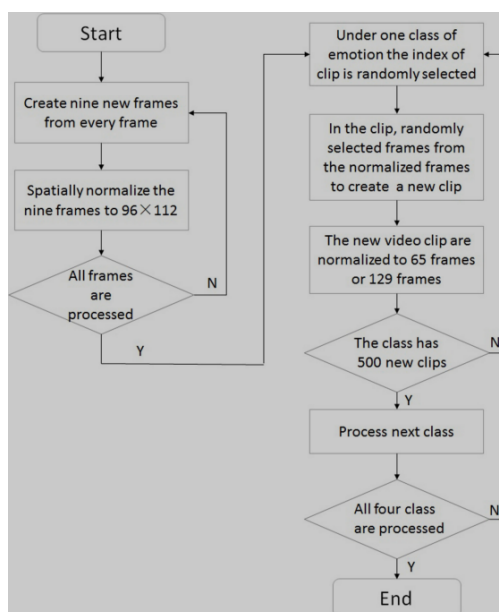 Start
Create nine new frames
from every frame
Spatially normalize the
nine frames to 96×112
All frames
are
processed
N
Y
Under one class of
emotion the index of
clip is randomly selected
In the clip, randomly
selected frames from
the normalized frames
to create a new clip
The new video clip are
normalized to 65 frames
or 129 frames
The class has
500 new clips
N
Y
Process next class
All four class
are processed
N
Y
End